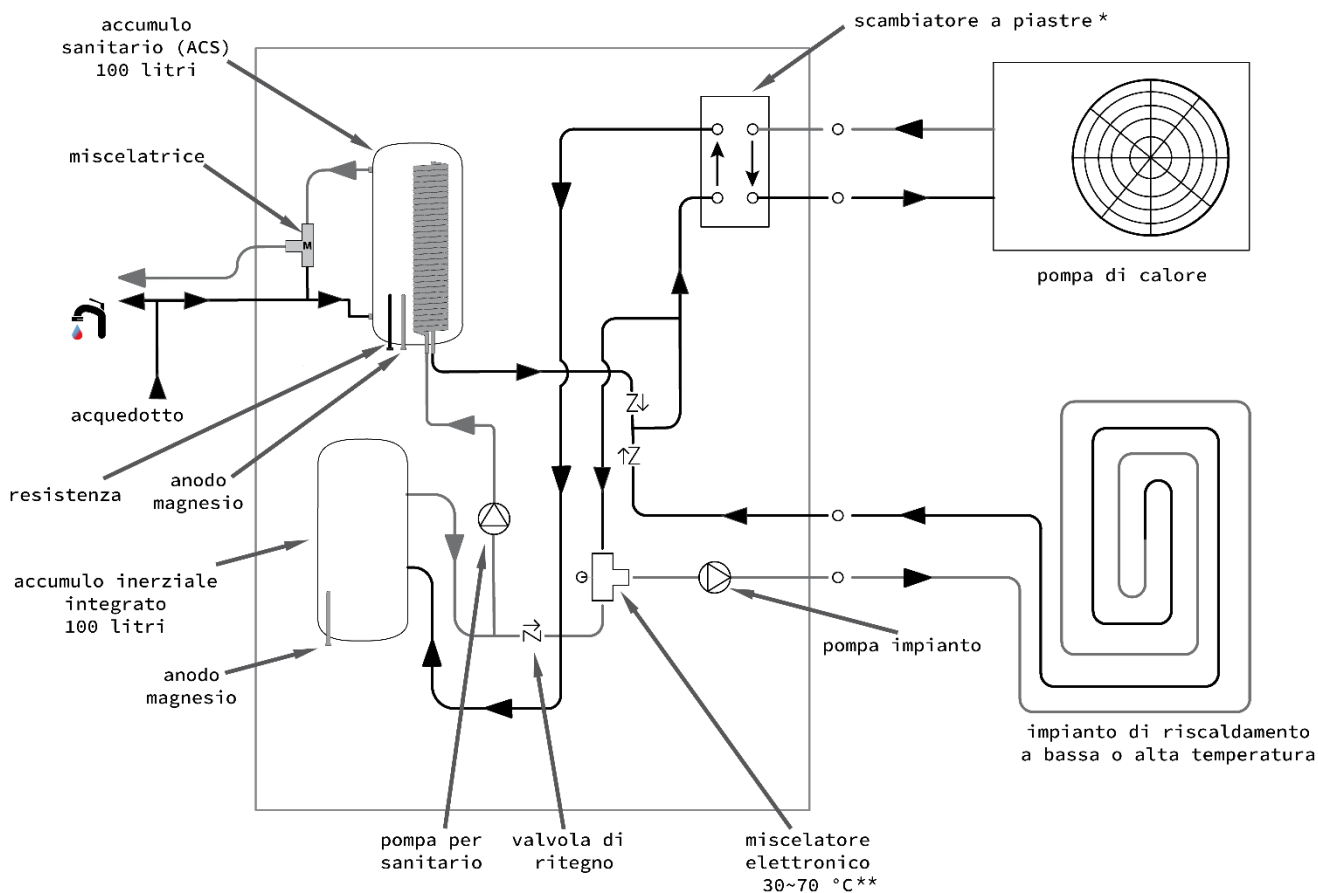 accumulo
sanitario (ACS)
100 litri
scambiatore a piastre *
miscelatrice
M
pompa di calore
acquedotto
Z
Z
resistenza
anodo
magnesio
accumulo inerziale
integrato
100 litri
Z
pompa impianto
anodo
magnesio
impianto di riscaldamento
a bassa o alta temperatura
pompa per
sanitario
valvola di
ritegno
miscelatore
elettronico
30~70 °C**